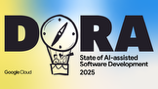 DORA
State of AI-assisted
Software Development
2025
Google Cloud